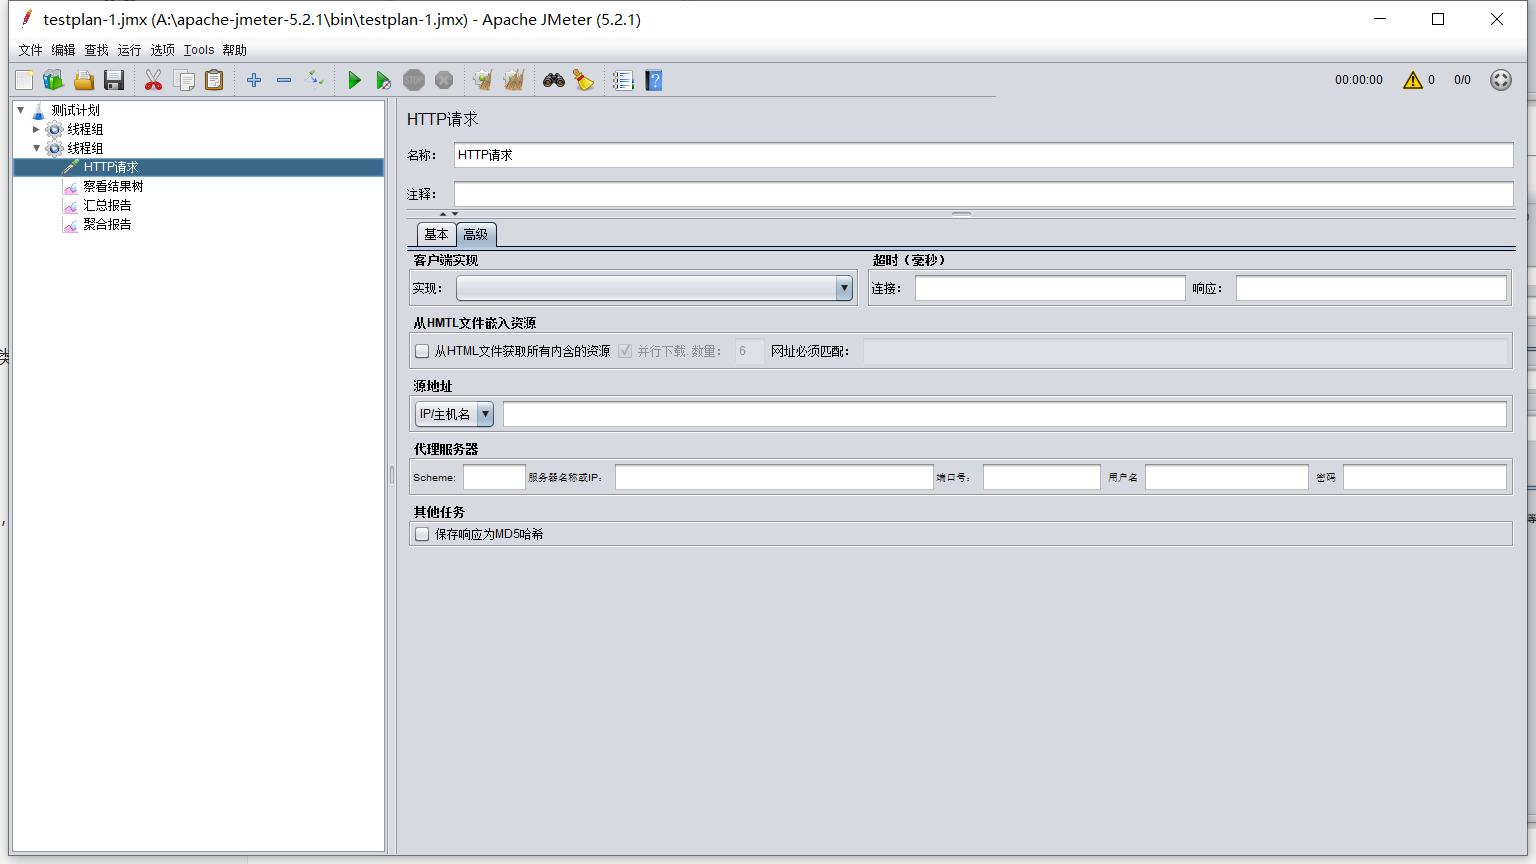 testplan-1.jmx (A:\apache-jmeter-5.2.1\bin\testplan-1.jmx) - Apache JMeter (5.2.1)
文件 编辑 查找 运行 选项 Tools 帮助
STOP
00:00:00 0 0/0
测试计划
线程组
线程组
HTTP请求
察看结果树
汇总报告
聚合报告
HTTP请求
名称： HTTP请求
注释：
基本 高级
客户端实现 超时（毫秒）
实现： 连接： 响应：
从HMTL文件嵌入资源
从HTML文件获取所有内含的资源 并行下载. 数量： 6 网址必须匹配：
源地址
IP/主机名
代理服务器
Scheme: 服务器名称或IP： 端口号： 用户名 密码
其他任务
保存响应为MD5哈希